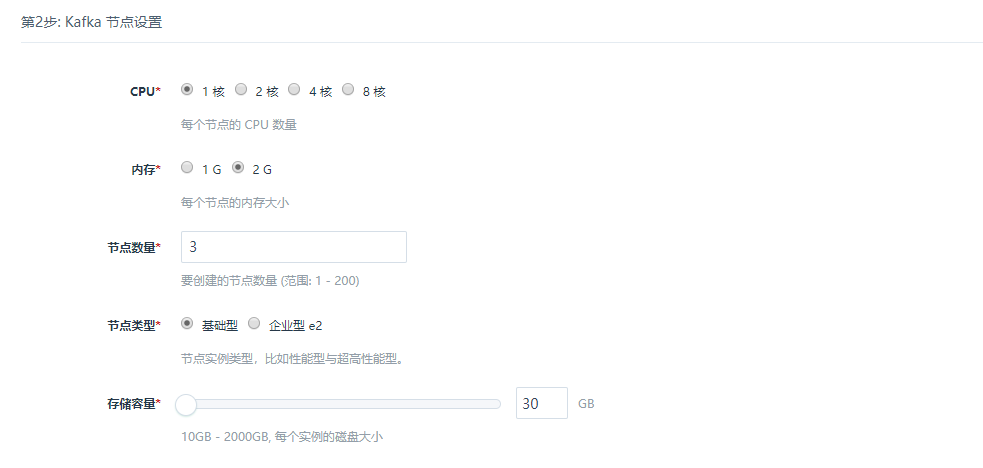 第2步: Kafka 节点设置
CPU* 1 核 2 核 4 核 8 核
每个节点的 CPU 数量
内存* 1 G 2 G
每个节点的内存大小
节点数量* 3
要创建的节点数量 (范围: 1 - 200)
节点类型* 基础型 企业型 e2
节点实例类型，比如性能型与超高性能型。
存储容量* 30 GB
10GB - 2000GB, 每个实例的磁盘大小